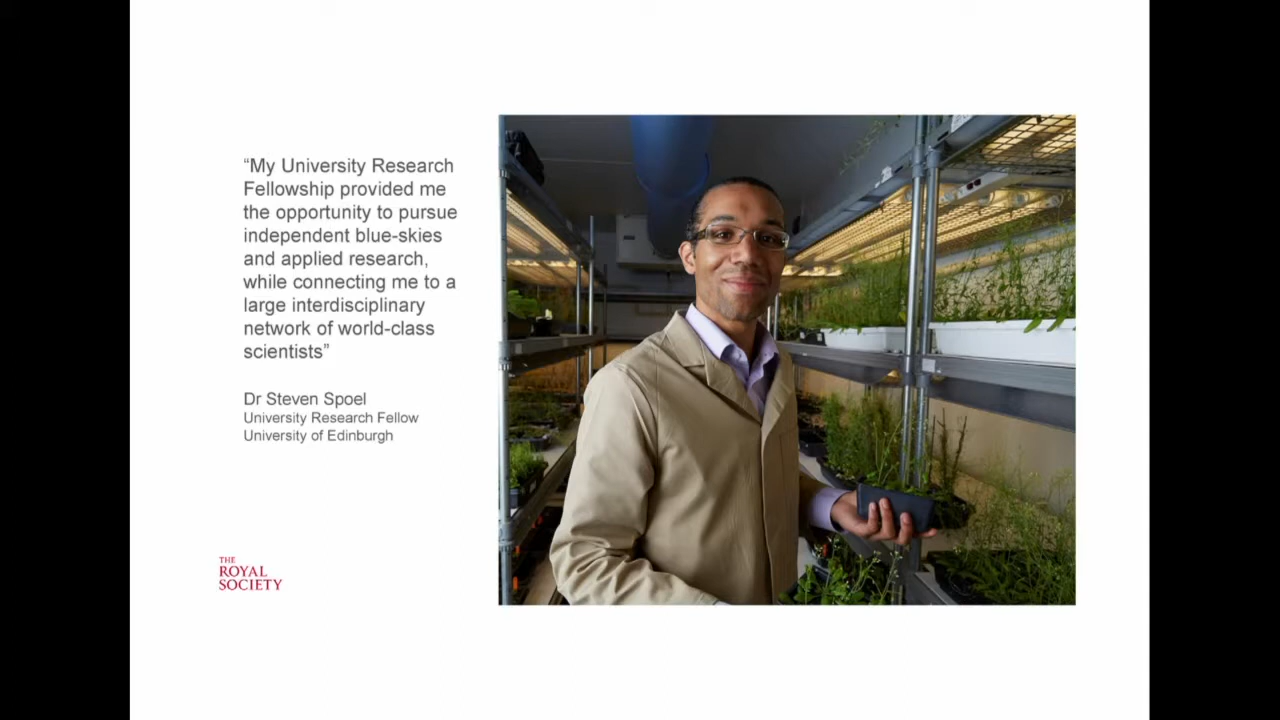 “My University Research
Fellowship provided me
the opportunity to pursue
independent blue-skies
and applied research,
while connecting me to a
large interdisciplinary
network of world-class
scientists”
Dr Steven Spoel
University Research Fellow
University of Edinburgh
THE
ROYAL
SOCIETY